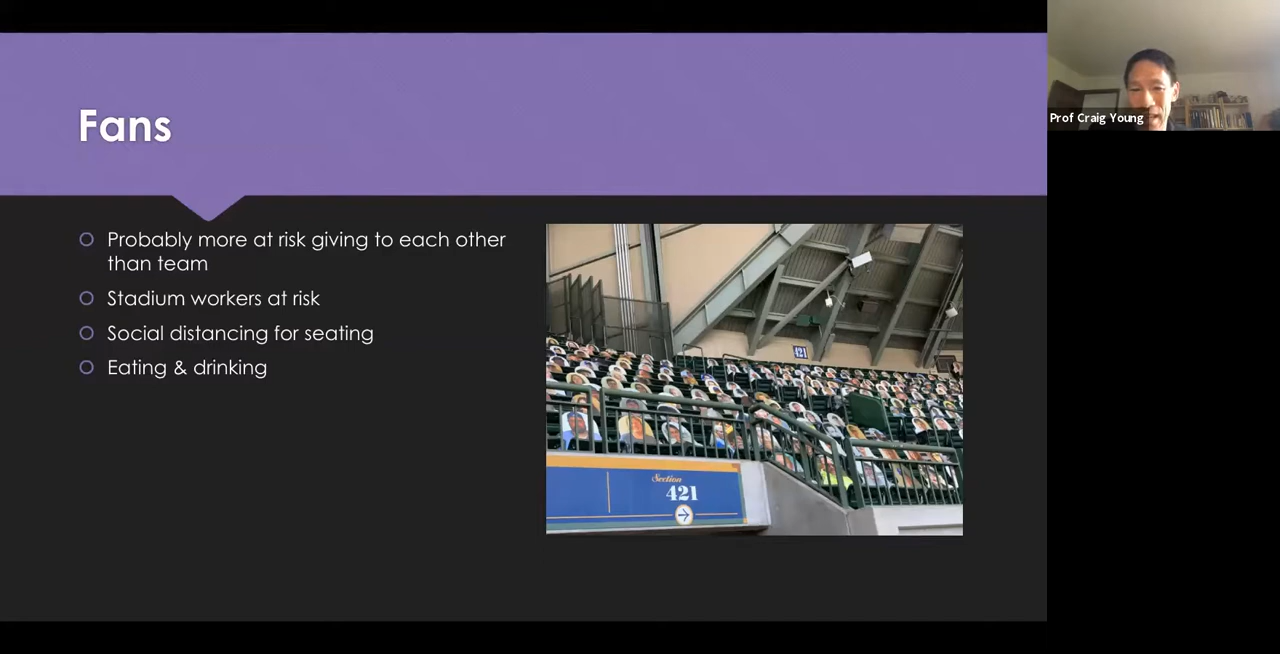 Fans
Probably more at risk giving to each other
than team
Stadium workers at risk
Social distancing for seating
Eating & drinking
421
Section
421
Prof Craig Young